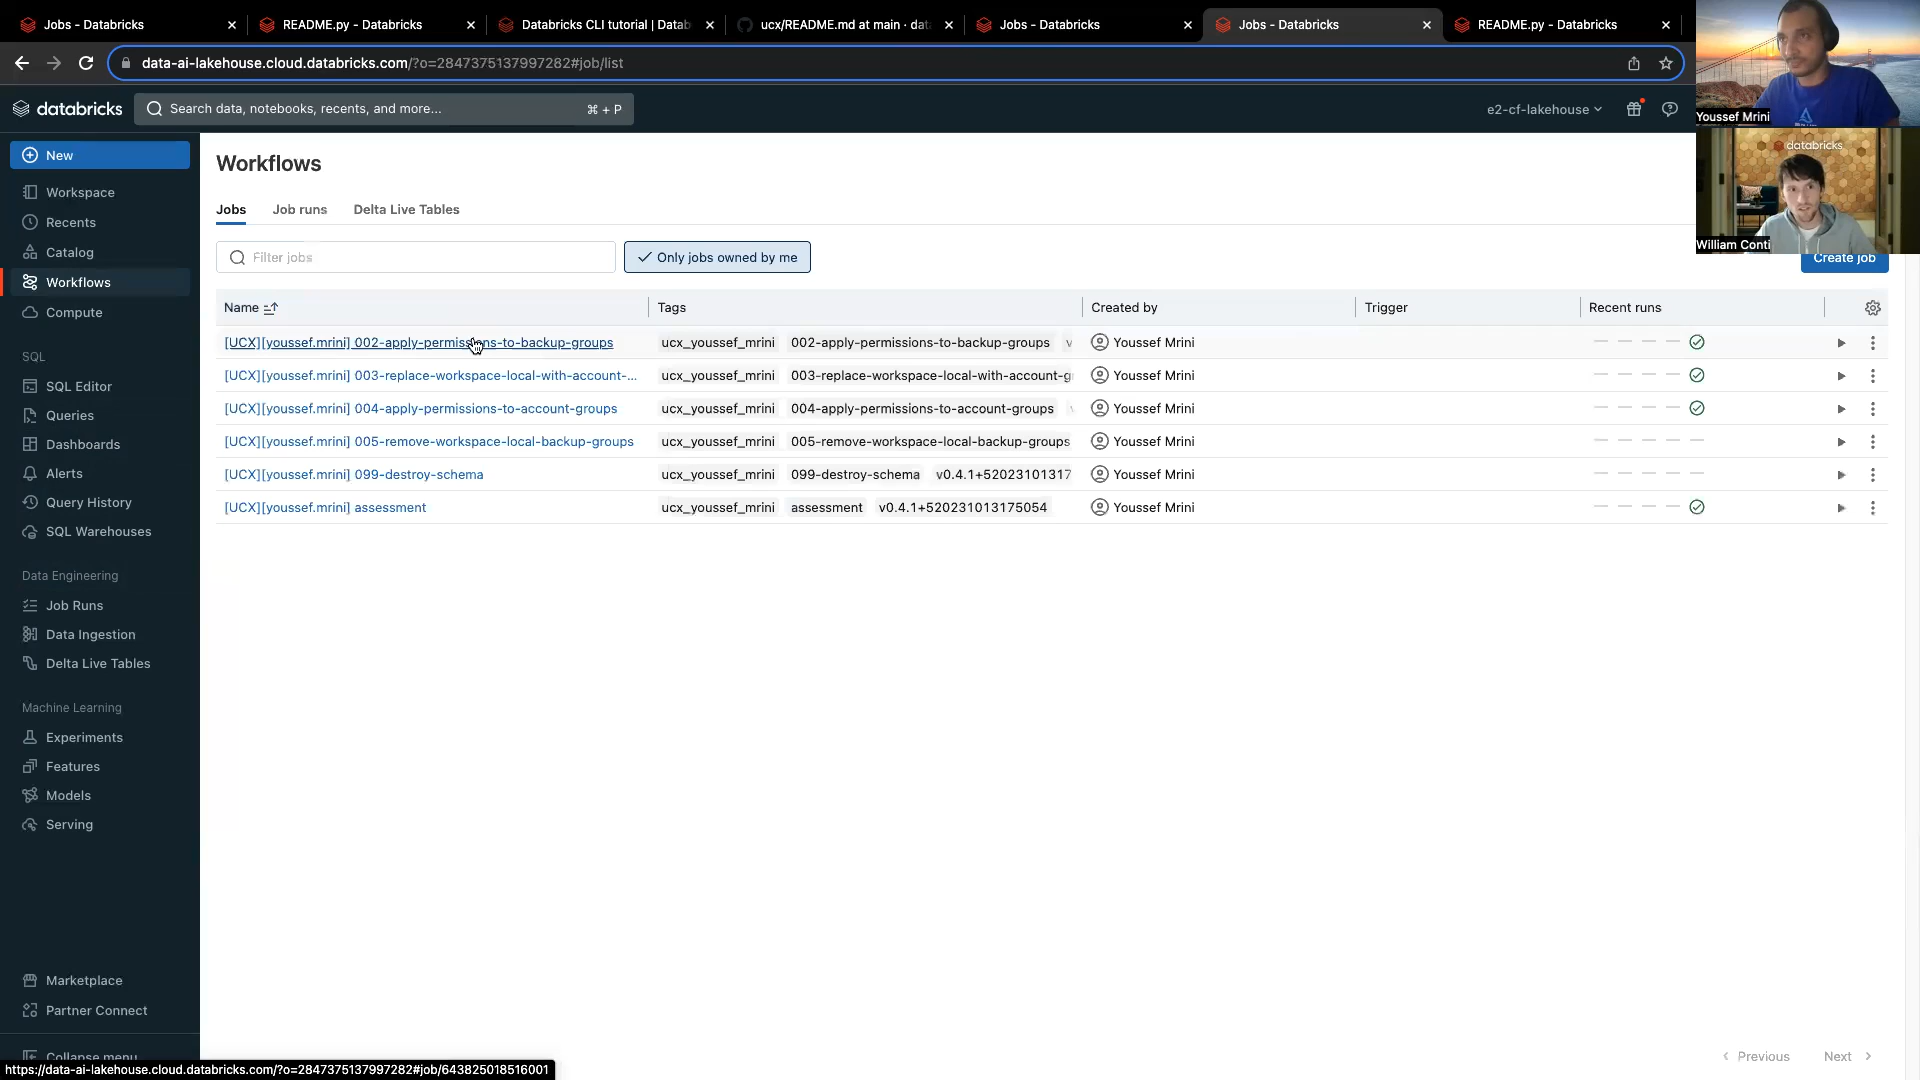 Jobs - Databricks
README.py - Databricks
Databricks CLI tutorial | Datab
ucx/README.md at main · dat
Jobs - Databricks
Jobs - Databricks
README.py - Databricks
data-ai-lakehouse.cloud.databricks.com/?o=2847375137997282#job/list
databricks
Search data, notebooks, recents, and more...
⌘ + P
e2-cf-lakehouse
Youssef Mrini
databricks
William Conti
New
Workspace
Recents
Catalog
Workflows
Compute
SQL
SQL Editor
Queries
Dashboards
Alerts
Query History
SQL Warehouses
Data Engineering
Job Runs
Data Ingestion
Delta Live Tables
Machine Learning
Experiments
Features
Models
Serving
Marketplace
Partner Connect
Collapse menu
Workflows
Jobs Job runs Delta Live Tables
Filter jobs
Only jobs owned by me
Create job
Name Tags Created by Trigger Recent runs
[UCX][youssef.mrini] 002-apply-permissions-to-backup-groups ucx_youssef_mrini 002-apply-permissions-to-backup-groups v Youssef Mrini
[UCX][youssef.mrini] 003-replace-workspace-local-with-account-... ucx_youssef_mrini 003-replace-workspace-local-with-account-g Youssef Mrini
[UCX][youssef.mrini] 004-apply-permissions-to-account-groups ucx_youssef_mrini 004-apply-permissions-to-account-groups Youssef Mrini
[UCX][youssef.mrini] 005-remove-workspace-local-backup-groups ucx_youssef_mrini 005-remove-workspace-local-backup-groups Youssef Mrini
[UCX][youssef.mrini] 099-destroy-schema ucx_youssef_mrini 099-destroy-schema v0.4.1+52023101317 Youssef Mrini
[UCX][youssef.mrini] assessment ucx_youssef_mrini assessment v0.4.1+520231013175054 Youssef Mrini
Previous Next
https://data-ai-lakehouse.cloud.databricks.com/?o=2847375137997282#job/643825018516001